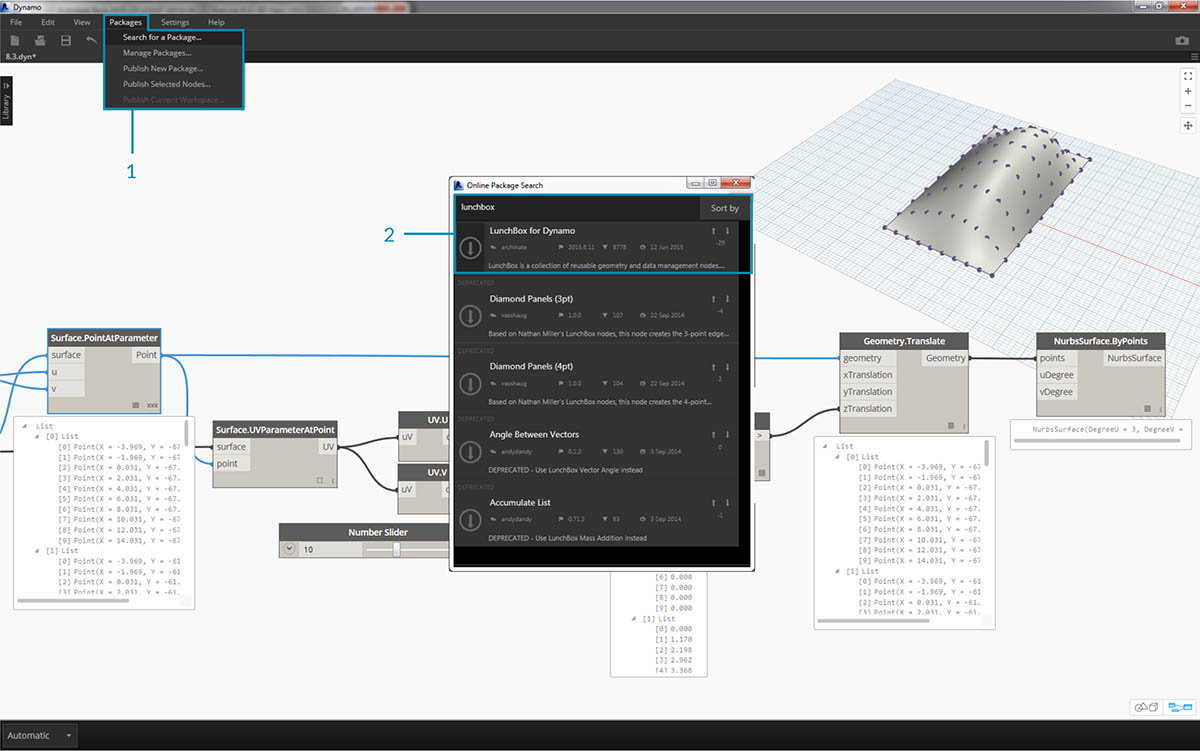 Dynamo
File Edit View Packages Settings Help
Search for a Package...
Manage Packages...
Publish New Package...
Publish Selected Nodes...
Publish Current Workspace...
8.3.dyn*
Library
1
2
Online Package Search
lunchbox
Sort by
LunchBox for Dynamo
-29
archinate 2015.6.11 8778 12 Jun 2015
LunchBox is a collection of reusable geometry and data management nodes....
DEPRECATED
Diamond Panels (3pt)
-4
vasshaug 1.0.0 107 22 Sep 2014
Based on Nathan Miller's LunchBox nodes, this node creates the 3-point edge...
DEPRECATED
Diamond Panels (4pt)
2
vasshaug 1.0.0 104 22 Sep 2014
Based on Nathan Miller's LunchBox nodes, this node creates the 4-point...
DEPRECATED
Angle Between Vectors
0
andydandy 0.1.2 130 3 Sep 2014
DEPRECATED - Use LunchBox Vector Angle instead
DEPRECATED
Accumulate List
-1
andydandy 0.71.3 83 3 Sep 2014
DEPRECATED - Use LunchBox Mass Addition instead
Surface.PointAtParameter
surface Point
u
v
xxx
List
[0] List
[0] Point(X = -3.969, Y = -67
[1] Point(X = -1.969, Y = -67
[2] Point(X = 0.031, Y = -67.
[3] Point(X = 2.031, Y = -67.
[4] Point(X = 4.031, Y = -67.
[5] Point(X = 6.031, Y = -67.
[6] Point(X = 8.031, Y = -67.
[7] Point(X = 10.031, Y = -67
[8] Point(X = 12.031, Y = -67
[9] Point(X = 14.031, Y = -67
[1] List
[0] Point(X = -3.969, Y = -61
[1] Point(X = -1.969, Y = -61
[2] Point(X = 0.031, Y = -61.
[3] Point(X = 2.031, Y = -61.
Surface.UVParameterAtPoint
surface UV
point
UV.U
uV
UV.V
uV
Number Slider
10
[6] 0.000
[7] 0.000
[8] 0.000
[9] 0.000
[1] List
[0] 0.000
[1] 1.170
[2] 2.198
[3] 2.962
[4] 3.368
>
Geometry.Translate
geometry Geometry
xTranslation
yTranslation
zTranslation
List
[0] List
[0] Point(X = -3.969, Y = -67
[1] Point(X = -1.969, Y = -67
[2] Point(X = 0.031, Y = -67.
[3] Point(X = 2.031, Y = -67.
[4] Point(X = 4.031, Y = -67.
[5] Point(X = 6.031, Y = -67.
[6] Point(X = 8.031, Y = -67.
[7] Point(X = 10.031, Y = -67
[8] Point(X = 12.031, Y = -67
[9] Point(X = 14.031, Y = -67
[1] List
[0] Point(X = -3.969, Y = -61
[1] Point(X = -1.969, Y = -61
[2] Point(X = 0.031, Y = -61.
[3] Point(X = 2.031, Y = -61.
NurbsSurface.ByPoints
points NurbsSurface
uDegree
vDegree
NurbsSurface(DegreeU = 3, DegreeV =
Automatic